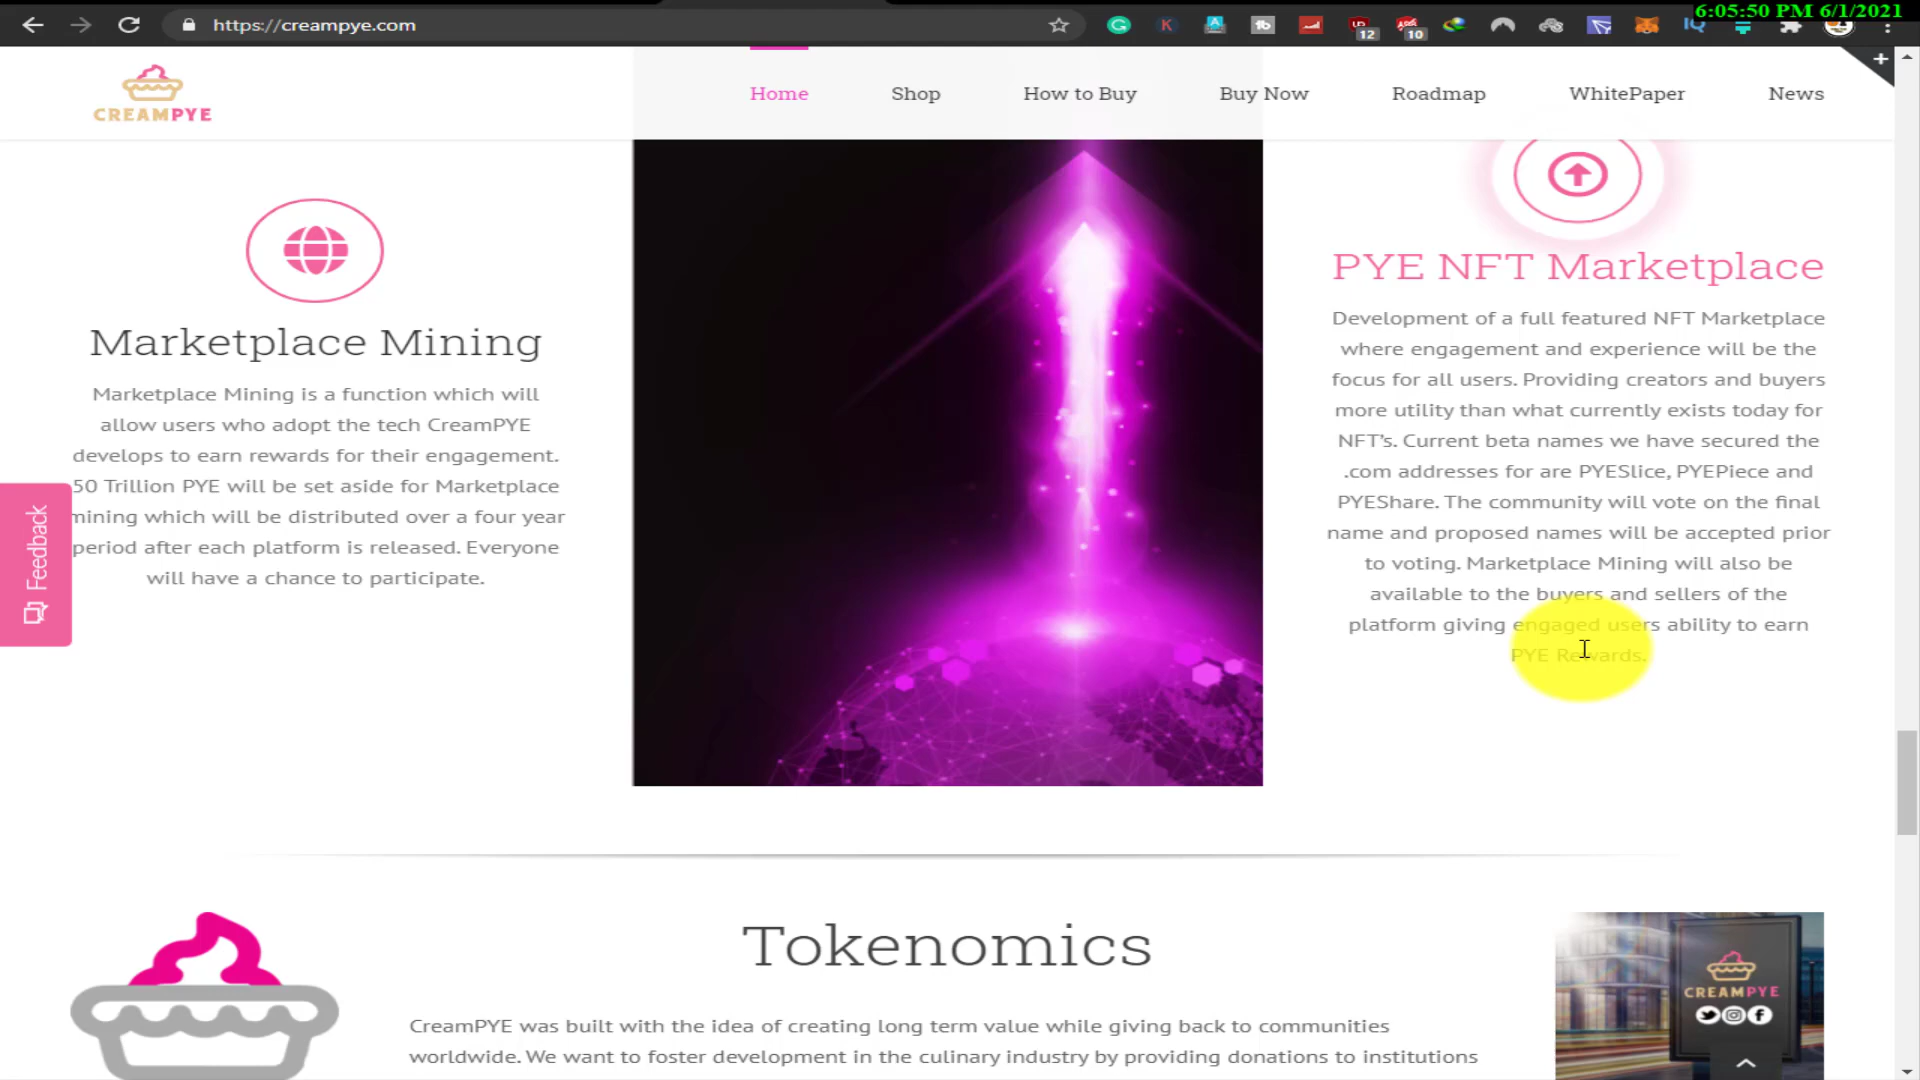 6:05:50 PM 6/1/2021
https://creampye.com
12
10
CREAMPYE
Home
Shop
How to Buy
Buy Now
Roadmap
WhitePaper
News
Marketplace Mining
Marketplace Mining is a function which will
allow users who adopt the tech CreamPYE
develops to earn rewards for their engagement.
50 Trillion PYE will be set aside for Marketplace
mining which will be distributed over a four year
period after each platform is released. Everyone
will have a chance to participate.
Feedback
PYE NFT Marketplace
Development of a full featured NFT Marketplace
where engagement and experience will be the
focus for all users. Providing creators and buyers
more utility than what currently exists today for
NFT's. Current beta names we have secured the
.com addresses for are PYESlice, PYEPiece and
PYEShare. The community will vote on the final
name and proposed names will be accepted prior
to voting. Marketplace Mining will also be
available to the buyers and sellers of the
platform giving engaged users ability to earn
PYE Rewards.
Tokenomics
CreamPYE was built with the idea of creating long term value while giving back to communities
worldwide. We want to foster development in the culinary industry by providing donations to institutions
CREAMPYE